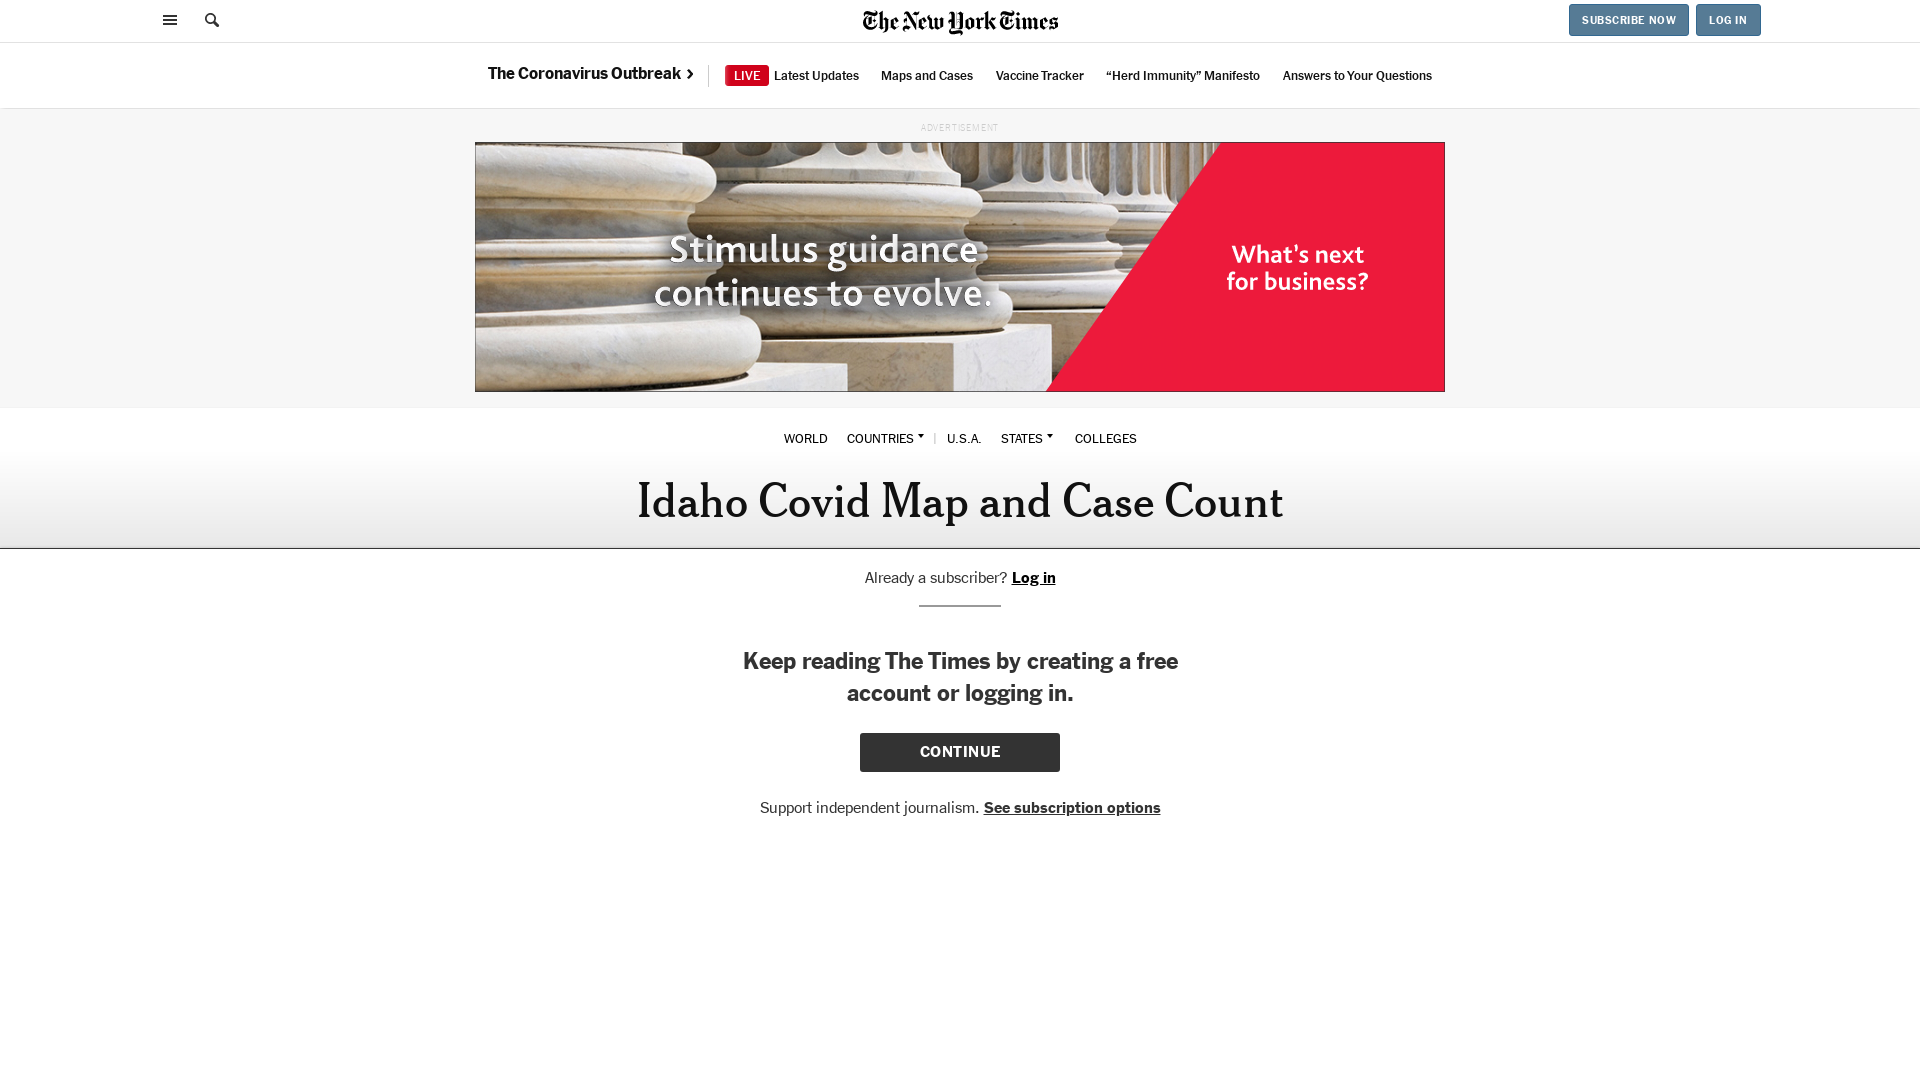 The New York Times
SUBSCRIBE NOW
LOG IN
The Coronavirus Outbreak
LIVE Latest Updates
Maps and Cases
Vaccine Tracker
“Herd Immunity” Manifesto
Answers to Your Questions
ADVERTISEMENT
Stimulus guidance
continues to evolve.
What's next
for business?
WORLD
COUNTRIES
U.S.A.
STATES
COLLEGES
Idaho Covid Map and Case Count
Already a subscriber? Log in
Keep reading The Times by creating a free
account or logging in.
CONTINUE
Support independent journalism. See subscription options